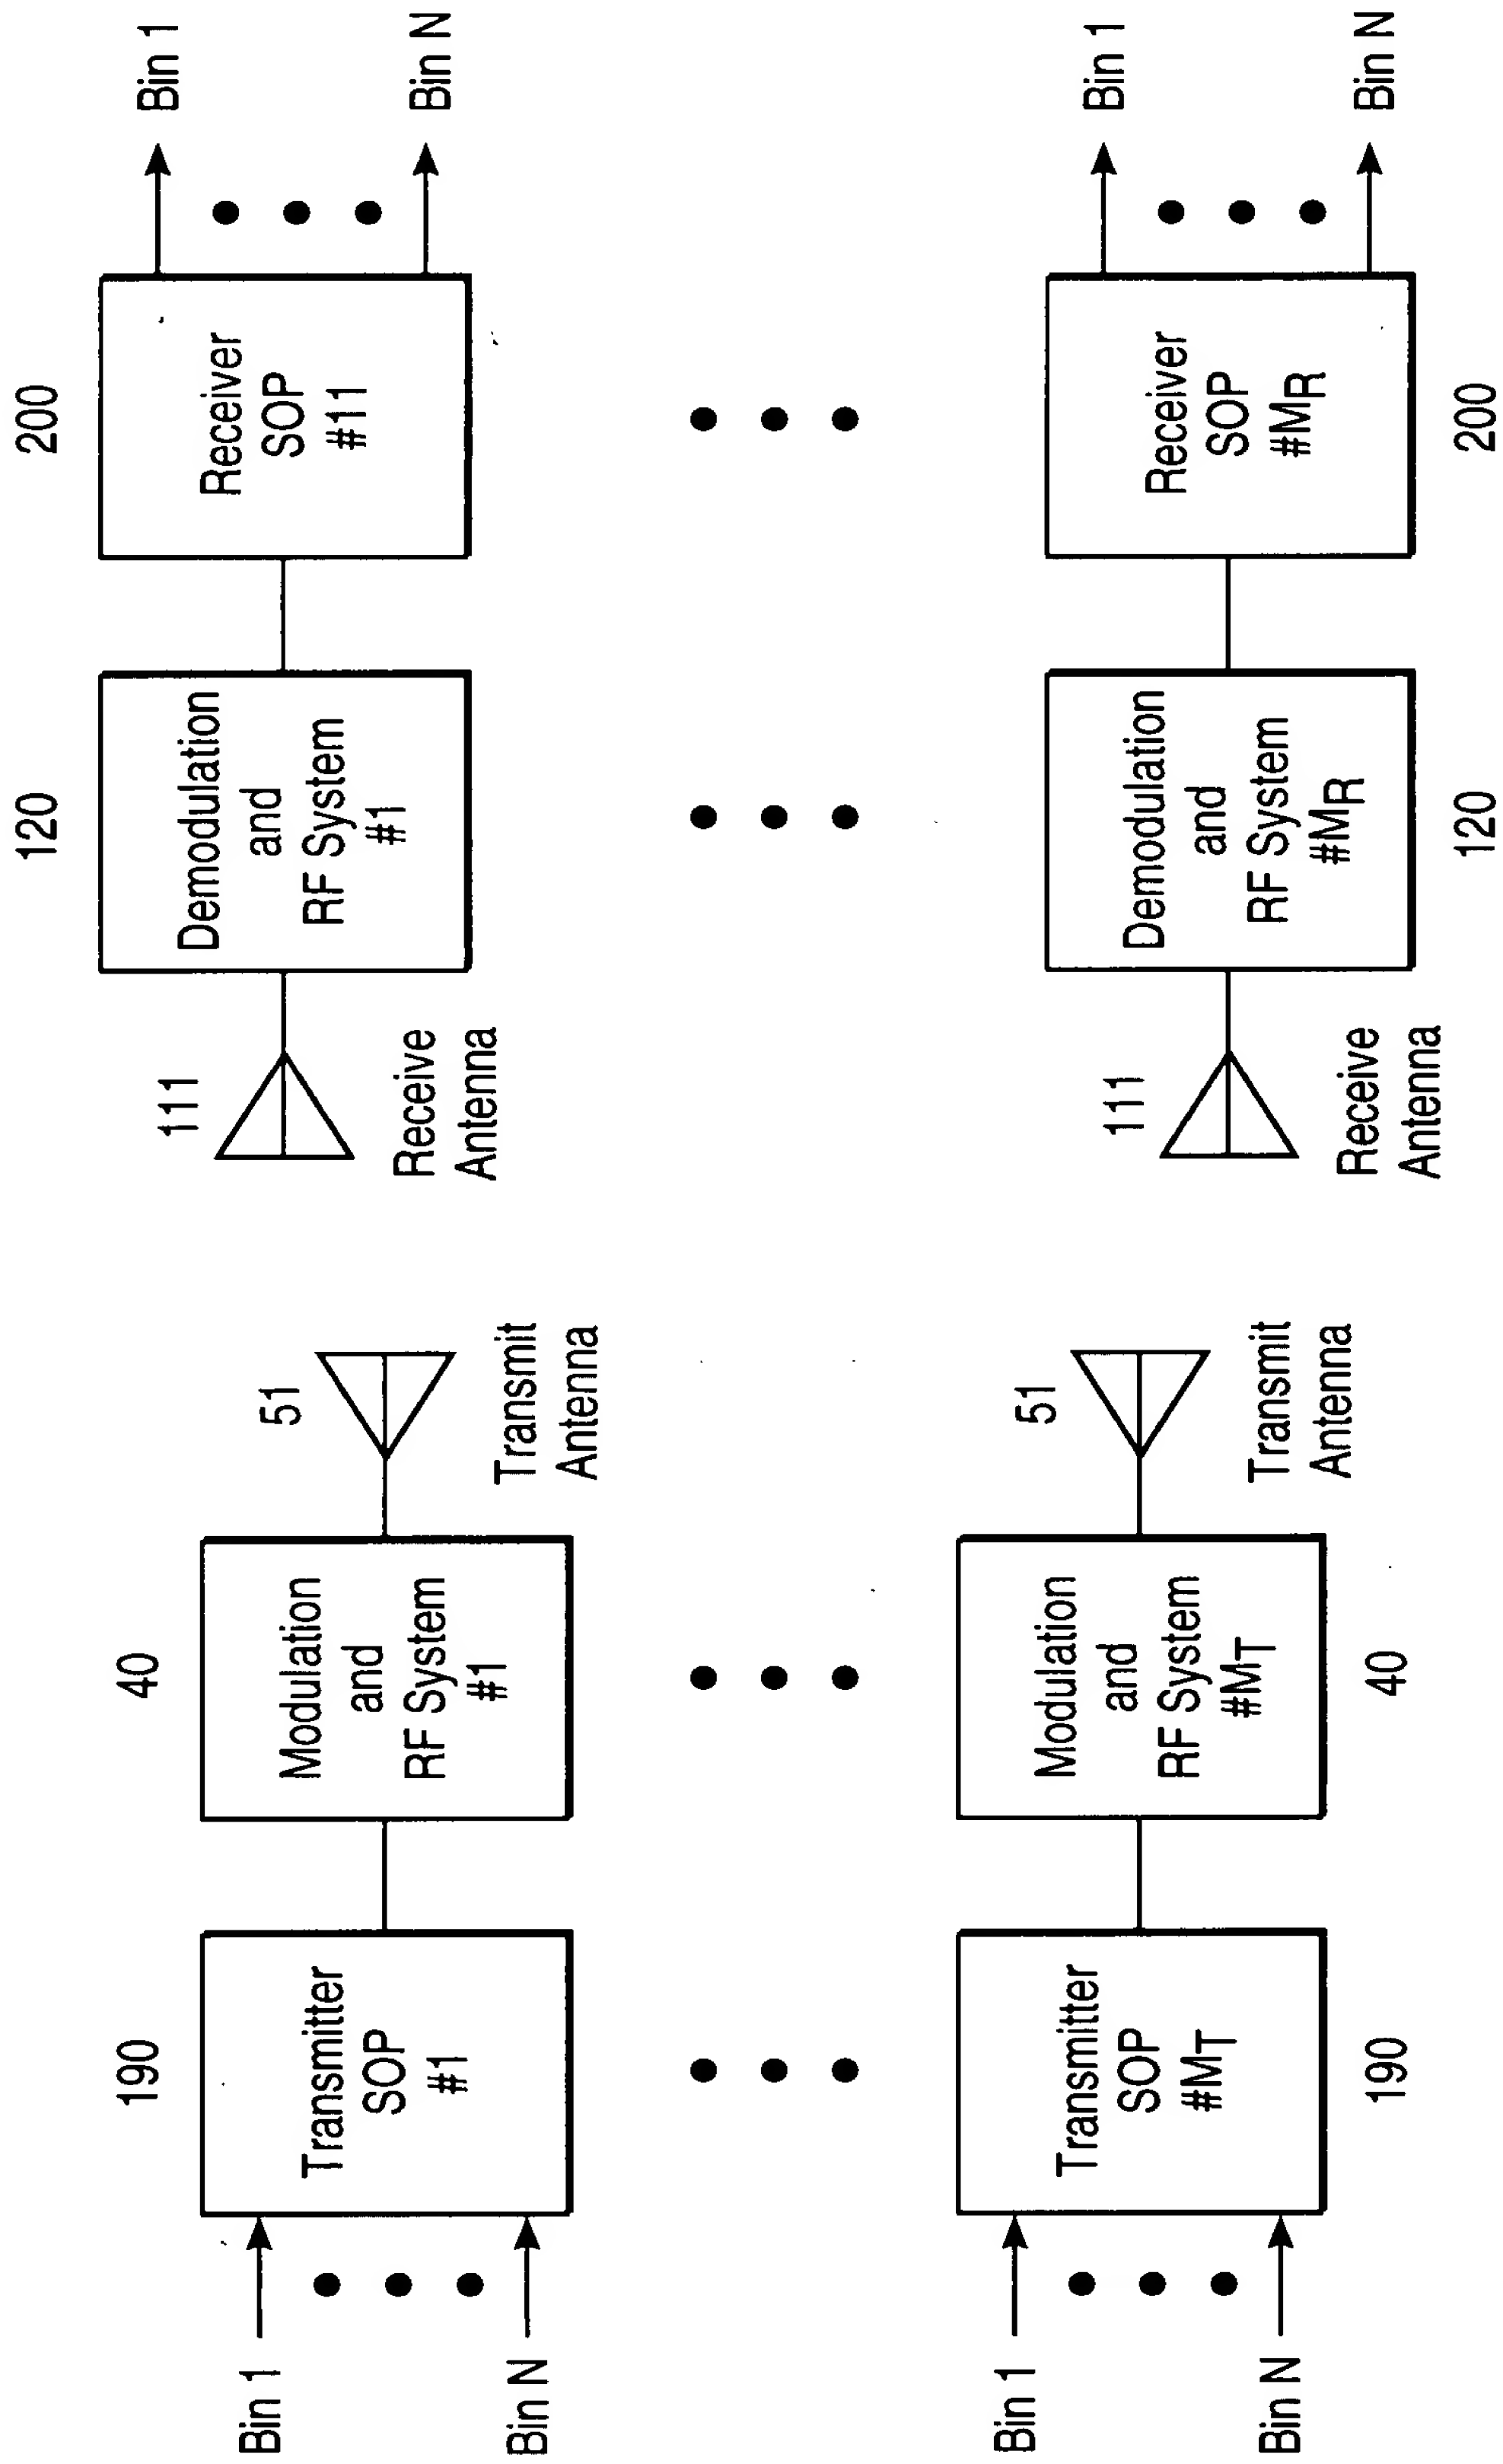 190
40
51
111
120
200
Bin 1
Bin N
Transmitter
SOP
#1
Modulation
and
RF System
#1
Transmit
Antenna
Receive
Antenna
Demodulation
and
RF System
#1
Receiver
SOP
#11
Bin 1
Bin N
Bin 1
Bin N
Transmitter
SOP
#MT
190
Modulation
and
RF System
#MT
40
51
Transmit
Antenna
111
Receive
Antenna
Demodulation
and
RF System
#MR
120
Receiver
SOP
#MR
200
Bin 1
Bin N